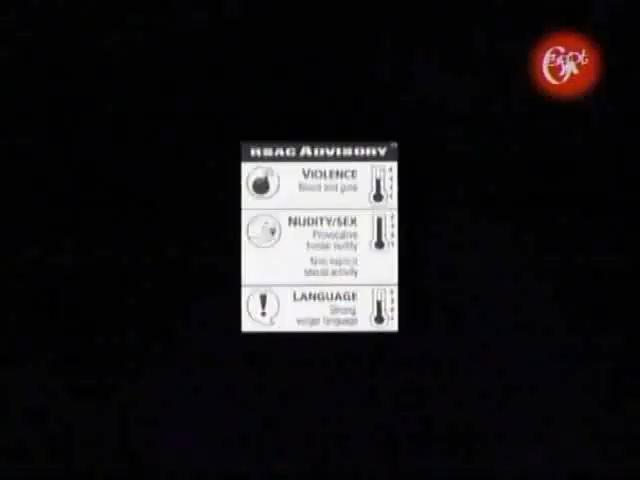 RSAC ADVISORY
VIOLENCE
Blood and gore
NUDITY/SEX
Provocative
frontal nudity
Non-explicit
sexual activity
LANGUAGE
Strong,
vulgar language